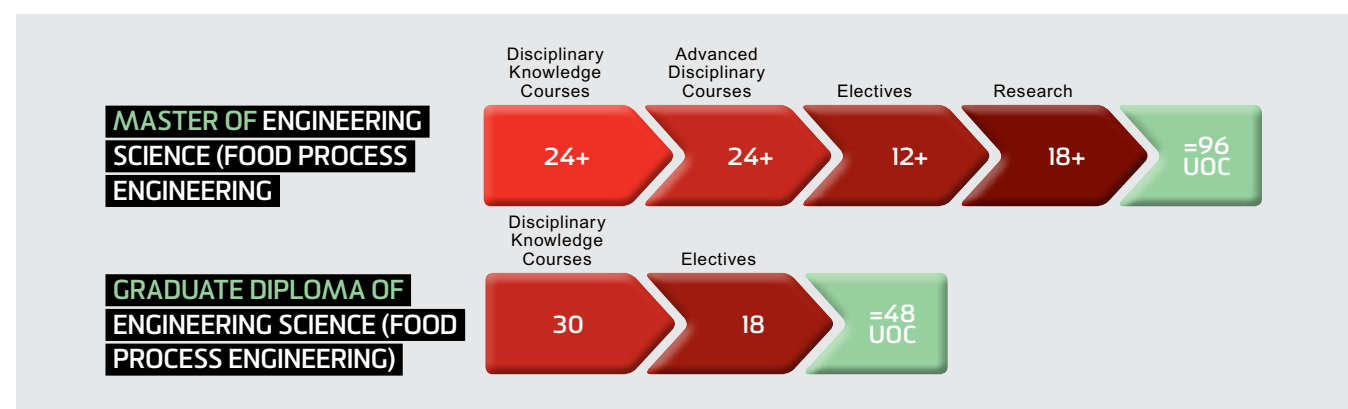 Disciplinary
Knowledge
Courses
Advanced
Disciplinary
Courses
Electives
Research
MASTER OF ENGINEERING
SCIENCE (FOOD PROCESS
ENGINEERING
24+
24+
12+
18+
=96
UOC
Disciplinary
Knowledge
Courses
Electives
GRADUATE DIPLOMA OF
ENGINEERING SCIENCE (FOOD
PROCESS ENGINEERING)
30
18
=48
UOC